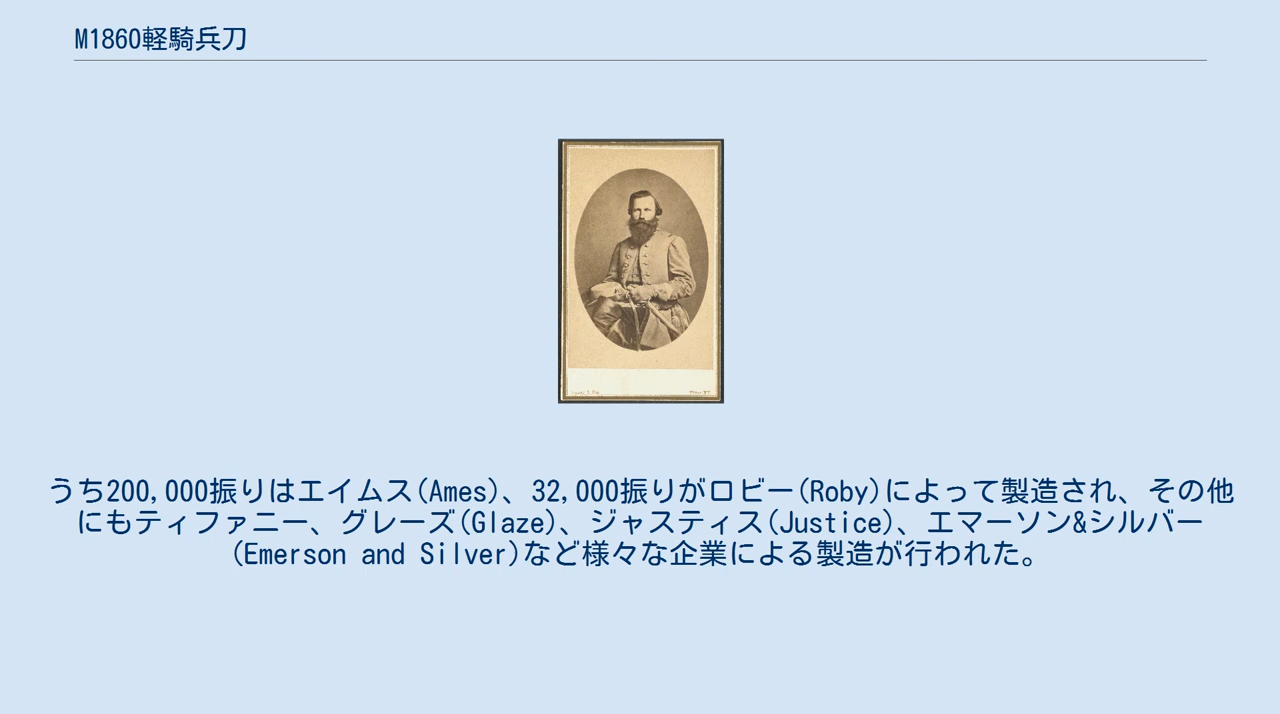 M1860軽騎兵刀
うち200,000振りはエイムス(Ames)、32,000振りがロビー(Roby)によって製造され、その他
にもティファニー、グレーズ(Glaze)、ジャスティス(Justice)、エマーソン&シルバー
(Emerson and Silver)など様々な企業による製造が行われた。